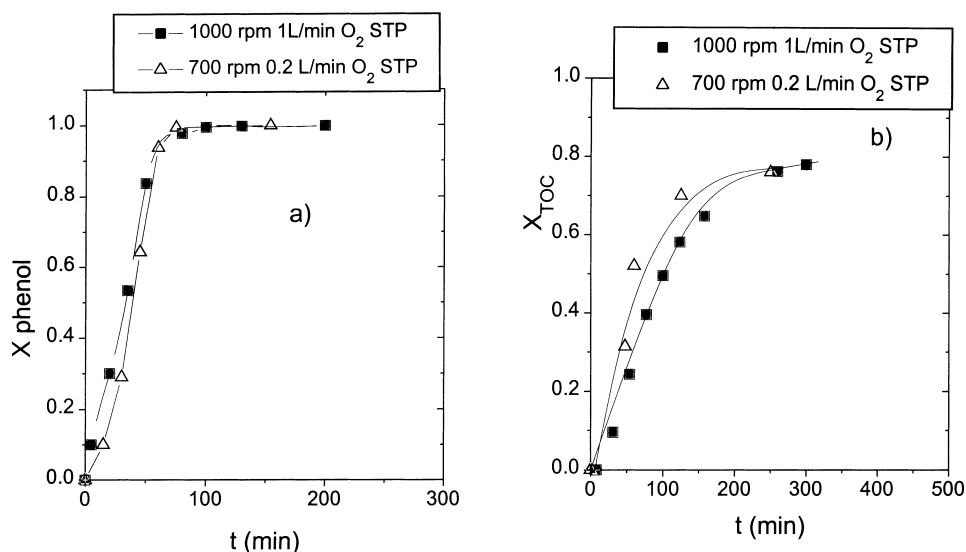 1000 rpm 1L/min O2 STP
700 rpm 0.2 L/min O2 STP
1.0
0.8
0.6
0.4
0.2
0.0
X phenol
a)
0 100 200 300
t (min)
1000 rpm 1L/min O2 STP
700 rpm 0.2 L/min O2 STP
1.0
0.8
0.6
0.4
0.2
0.0
XTOC
b)
0 100 200 300 400 500
t (min)